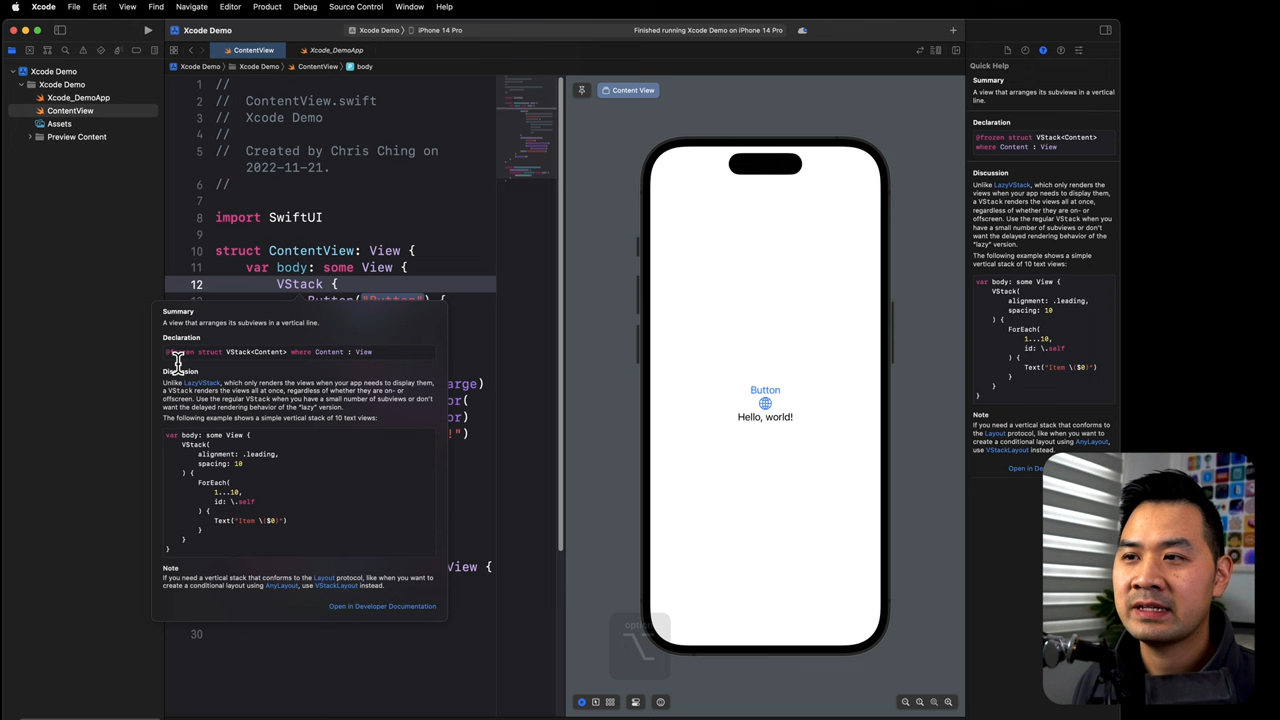 Xcode File Edit View Find Navigate Editor Product Debug Source Control Window Help
Xcode Demo
Xcode Demo
iPhone 14 Pro
Finished running Xcode Demo on iPhone 14 Pro
ContentView
Xcode_DemoApp
Xcode Demo
Xcode Demo
ContentView
body
Xcode Demo
Xcode Demo
Xcode_DemoApp
ContentView
Assets
Preview Content
1 //
2 // ContentView.swift
3 // Xcode Demo
4 //
5 // Created by Chris Ching on
2022-11-21.
6 //
7
8 import SwiftUI
9
10 struct ContentView: View {
11 var body: some View {
12 VStack {
Button("Button") {
arge)
or(
or)
!")
View {
30
Summary
A view that arranges its subviews in a vertical line.
Declaration
@frozen struct VStack<Content> where Content : View
Discussion
Unlike LazyVStack, which only renders the views when your app needs to display them,
a VStack renders the views all at once, regardless of whether they are on- or
offscreen. Use the regular VStack when you have a small number of subviews or don't
want the delayed rendering behavior of the "lazy" version.
The following example shows a simple vertical stack of 10 text views:
var body: some View {
VStack(
alignment: .leading,
spacing: 10
) {
ForEach(
1...10,
id: \.self
) {
Text("Item \($0)")
}
}
}
Note
If you need a vertical stack that conforms to the Layout protocol, like when you want to
create a conditional layout using AnyLayout, use VStackLayout instead.
Open in Developer Documentation
Content View
Button
Hello, world!
option
Quick Help
Summary
A view that arranges its subviews in a vertical
line.
Declaration
@frozen struct VStack<Content>
where Content : View
Discussion
Unlike LazyVStack, which only renders the
views when your app needs to display them,
a VStack renders the views all at once,
regardless of whether they are on- or
offscreen. Use the regular VStack when you
have a small number of subviews or don't
want the delayed rendering behavior of the
"lazy" version.
The following example shows a simple
vertical stack of 10 text views:
var body: some View {
VStack(
alignment: .leading,
spacing: 10
) {
ForEach(
1...10,
id: \.self
) {
Text("Item \($0)")
}
}
}
Note
If you need a vertical stack that conforms to
the Layout protocol, like when you want to
create a conditional layout using AnyLayout,
use VStackLayout instead.
Open in